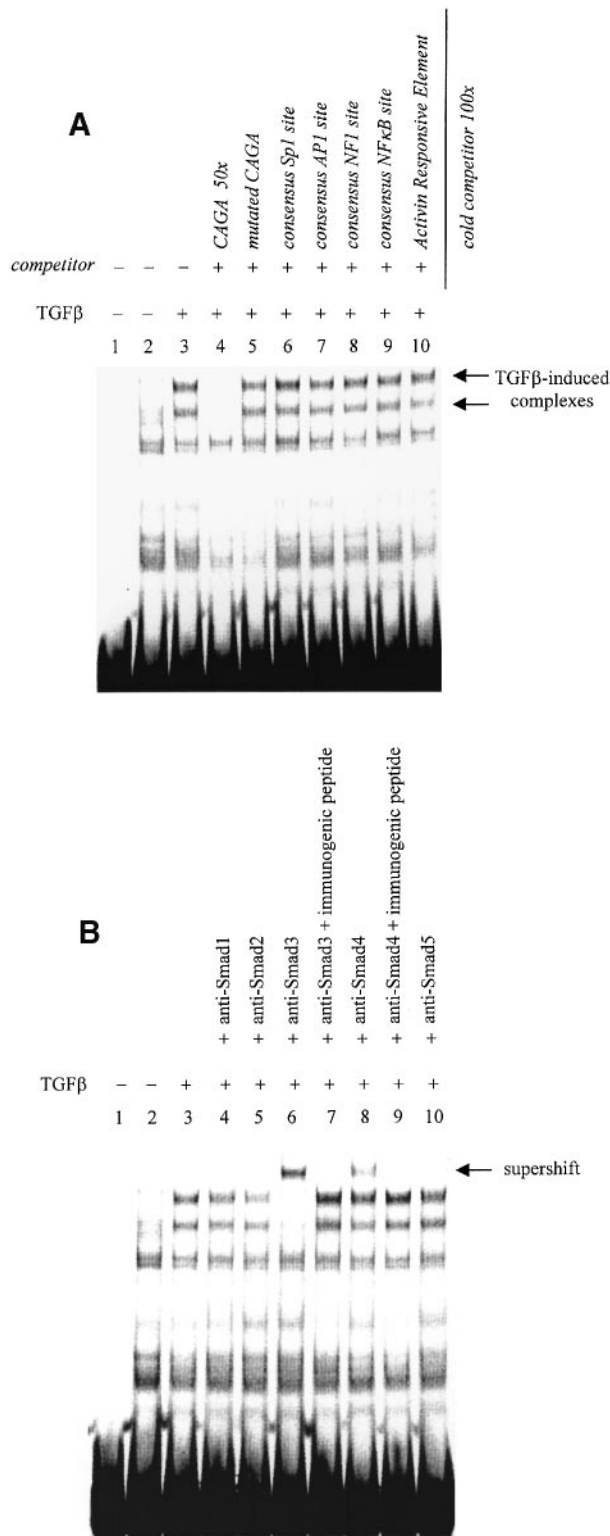 A
CAGA 50x
mutated CAGA
consensus Sp1 site
consensus AP1 site
consensus NF1 site
consensus NFκB site
Activin Responsive Element
cold competitor 100x
competitor – – – + + + + + + +
TGFβ – – + + + + + + + +
1 2 3 4 5 6 7 8 9 10
TGFβ-induced
complexes
B
+ anti-Smad1
+ anti-Smad2
+ anti-Smad3
+ anti-Smad3 + immunogenic peptide
+ anti-Smad4
+ anti-Smad4 + immunogenic peptide
+ anti-Smad5
TGFβ – – + + + + + + + +
1 2 3 4 5 6 7 8 9 10
supershift